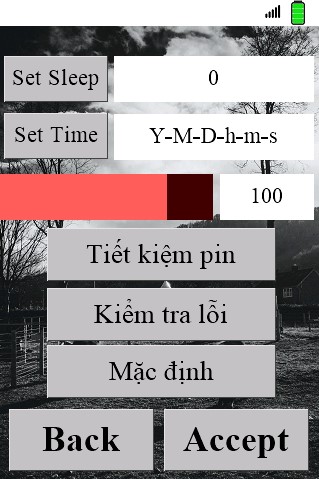 Set Sleep 0
Set Time Y-M-D-h-m-s
100
Tiết kiệm pin
Kiểm tra lỗi
Mặc định
Back Accept